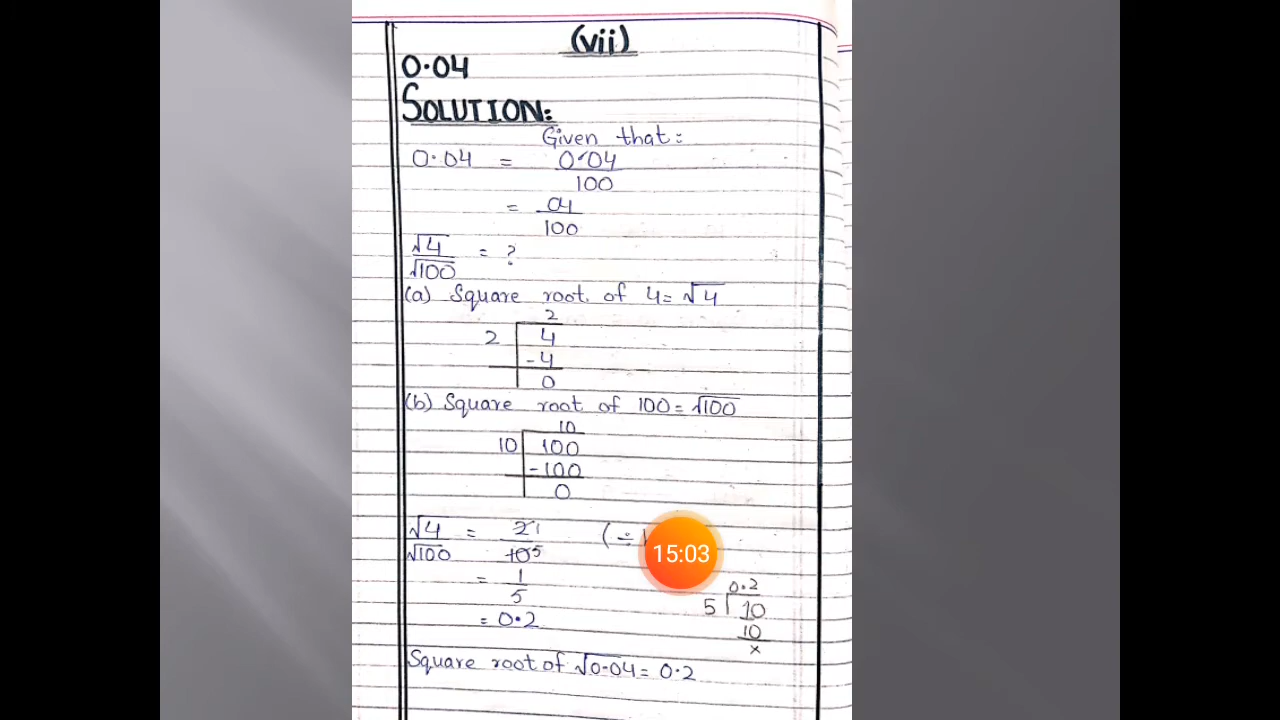 (vii)
0.04
SOLUTION:
Given that:
0.04 = 0.04
100
= 04
100
√4 = ?
√100
(a) Square root of 4 = √4
2
2 4
-4
0
(b) Square root of 100 = √100
10
10 100
-100
0
√4 = 2 1 (÷
√100 10 5
15:03
= 1
5
0.2
5 10
= 0.2
10
x
Square root of √0.04 = 0.2